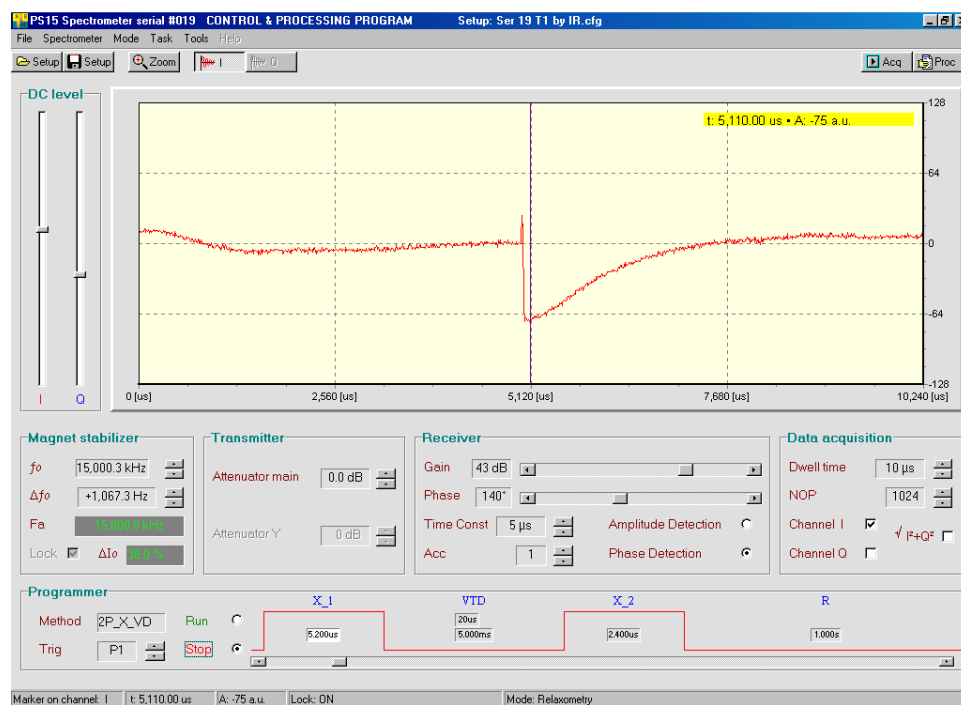 PS15 Spectrometer serial #019 CONTROL & PROCESSING PROGRAM Setup: Ser 19 T1 by IR.cfg
File Spectrometer Mode Task Tools Help
Setup Setup Zoom I Q Acq Proc
DC level
t: 5,110.00 us • A: -75 a.u.
128
64
0
-64
-128
I Q
0 [us] 2,560 [us] 5,120 [us] 7,680 [us] 10,240 [us]
Magnet stabilizer Transmitter Receiver Data acquisition
fo 15,000.3 kHz Attenuator main 0.0 dB Gain 43 dB Dwell time 10 µs
Δfo +1,067.3 Hz Phase 140° NOP 1024
Fa 15,000.0 kHz Attenuator Y 0 dB Time Const 5 µs Amplitude Detection Channel I √ I²+Q²
Lock ΔIo Acc 1 Phase Detection Channel Q
Programmer
X_1 VTD X_2 R
Method 2P_X_VD Run 20us
5.200us 5.000ms 2.400us 1.000s
Trig P1 Stop
Marker on channel: I t: 5,110.00 us A: -75 a.u. Lock: ON Mode: Relaxometry